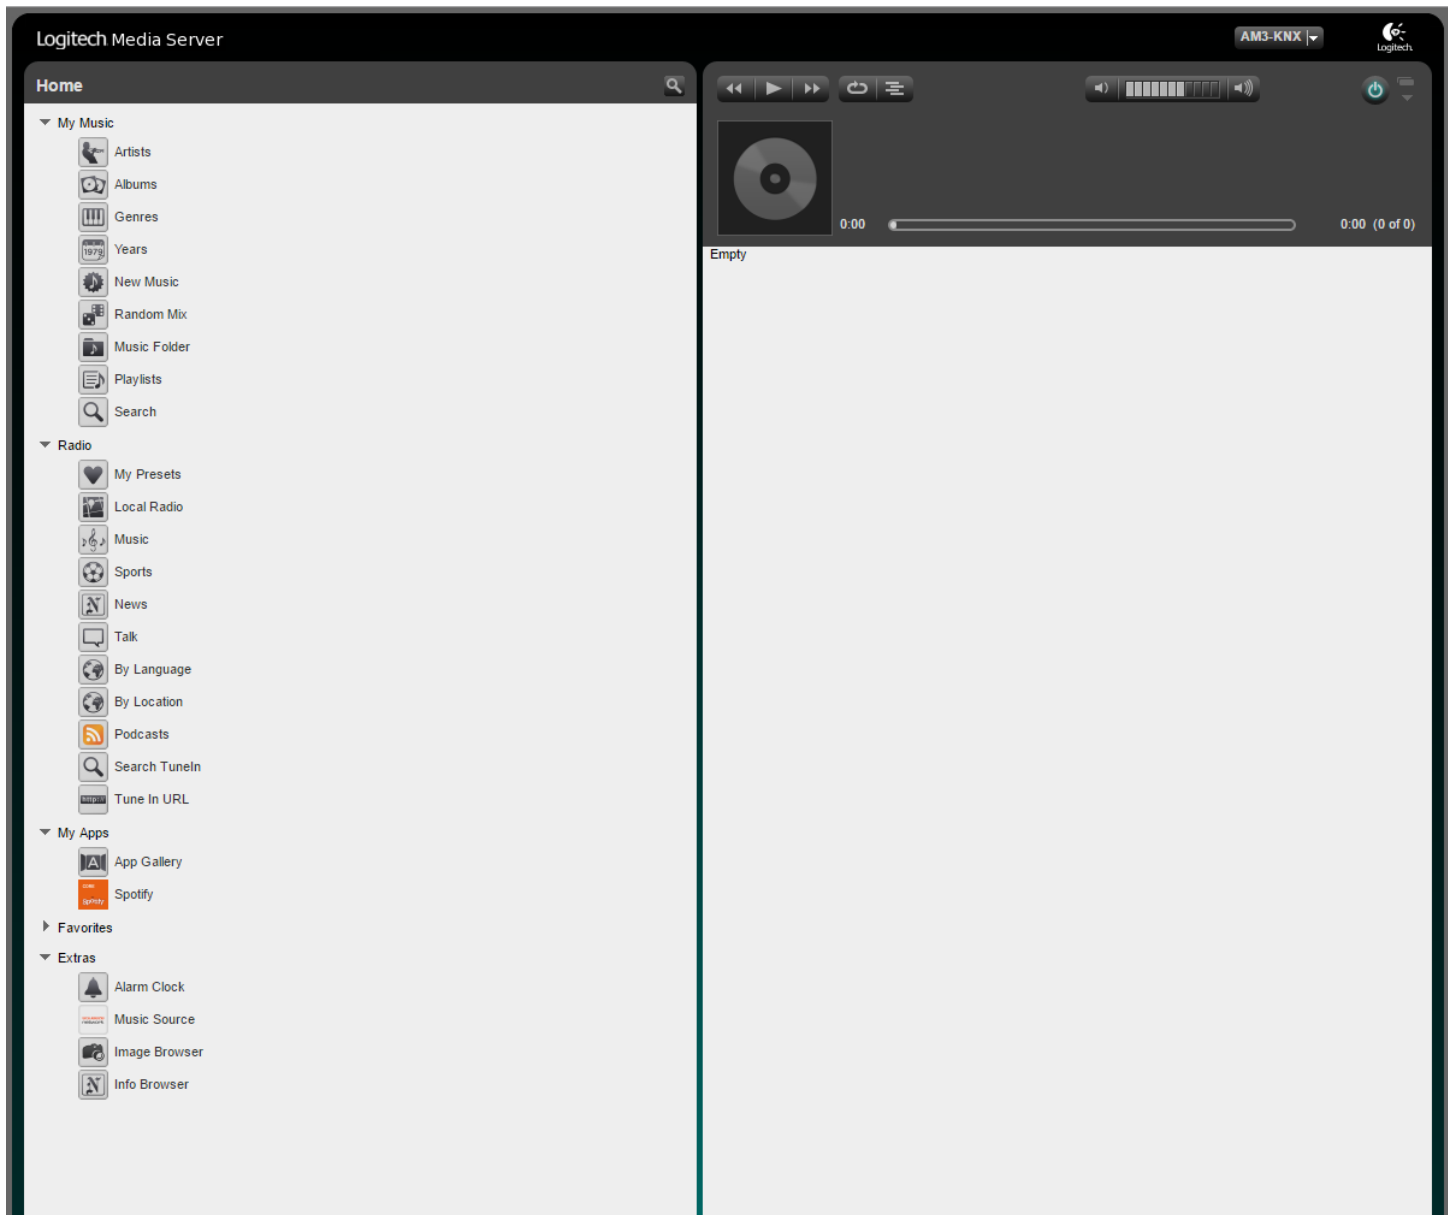 Logitech Media Server
AM3-KNX
Logitech
Home
My Music
Artists
Albums
Genres
1979
Years
New Music
Random Mix
Music Folder
Playlists
Search
Radio
My Presets
Local Radio
Music
Sports
News
Talk
By Language
By Location
Podcasts
Search TuneIn
http://
Tune In URL
My Apps
A
App Gallery
Spotify
Spotify
Favorites
Extras
Alarm Clock
Music Source
Image Browser
Info Browser
0:00
0:00 (0 of 0)
Empty